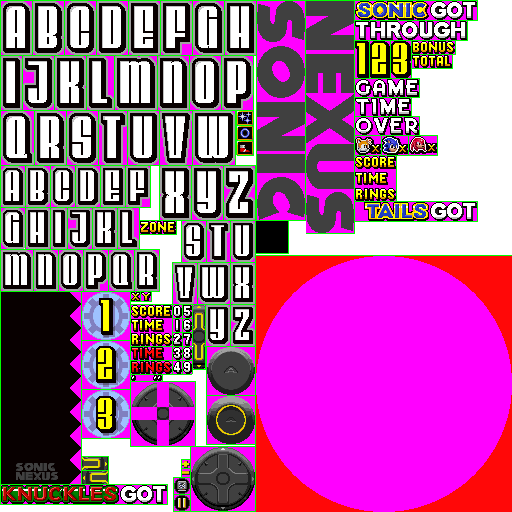 ABCDEFGH
IJKLMNOP
QRSTUVW
XYZ
ABCDEF
GHIJKL
MNOPQR
STU
VWX
YZ
ZONE
1
2
3
XY
SCORE 05
TIME 16
RINGS 27
TIME 38
RINGS 49
SONIC
NEXUS
KNUCKLES GOT
SONIC
NEXUS
SONIC GOT
THROUGH
123
BONUS
TOTAL
GAME
TIME
OVER
X X X
SCORE
TIME
RINGS
TAILS GOT